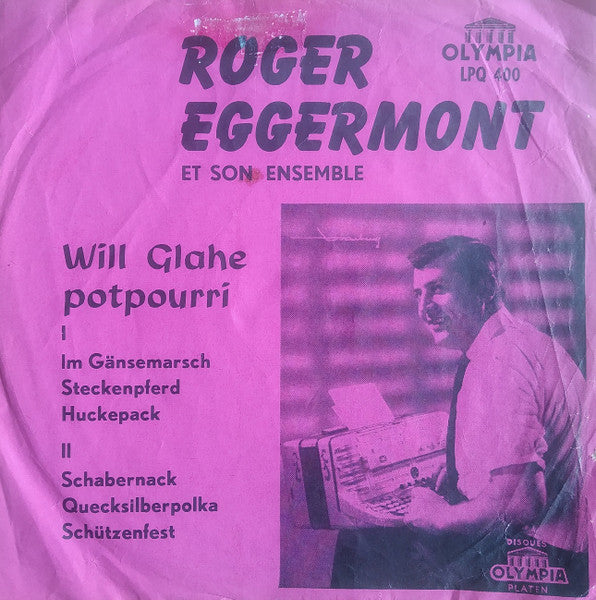 ROGER
EGGERMONT
ET SON ENSEMBLE
OLYMPIA
LPQ 400
Will Glahe
potpourri
I
Im Gänsemarsch
Steckenpferd
Huckepack
II
Schabernack
Quecksilberpolka
Schützenfest
DISQUES
OLYMPIA
PLATEN